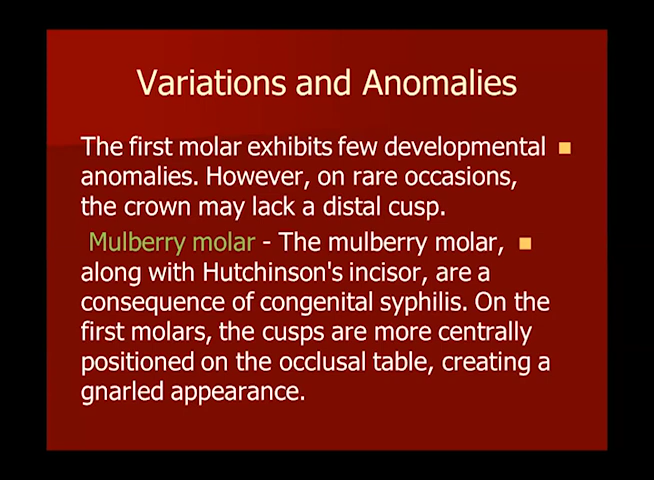 Variations and Anomalies
The first molar exhibits few developmental
anomalies. However, on rare occasions,
the crown may lack a distal cusp.
Mulberry molar - The mulberry molar,
along with Hutchinson's incisor, are a
consequence of congenital syphilis. On the
first molars, the cusps are more centrally
positioned on the occlusal table, creating a
gnarled appearance.